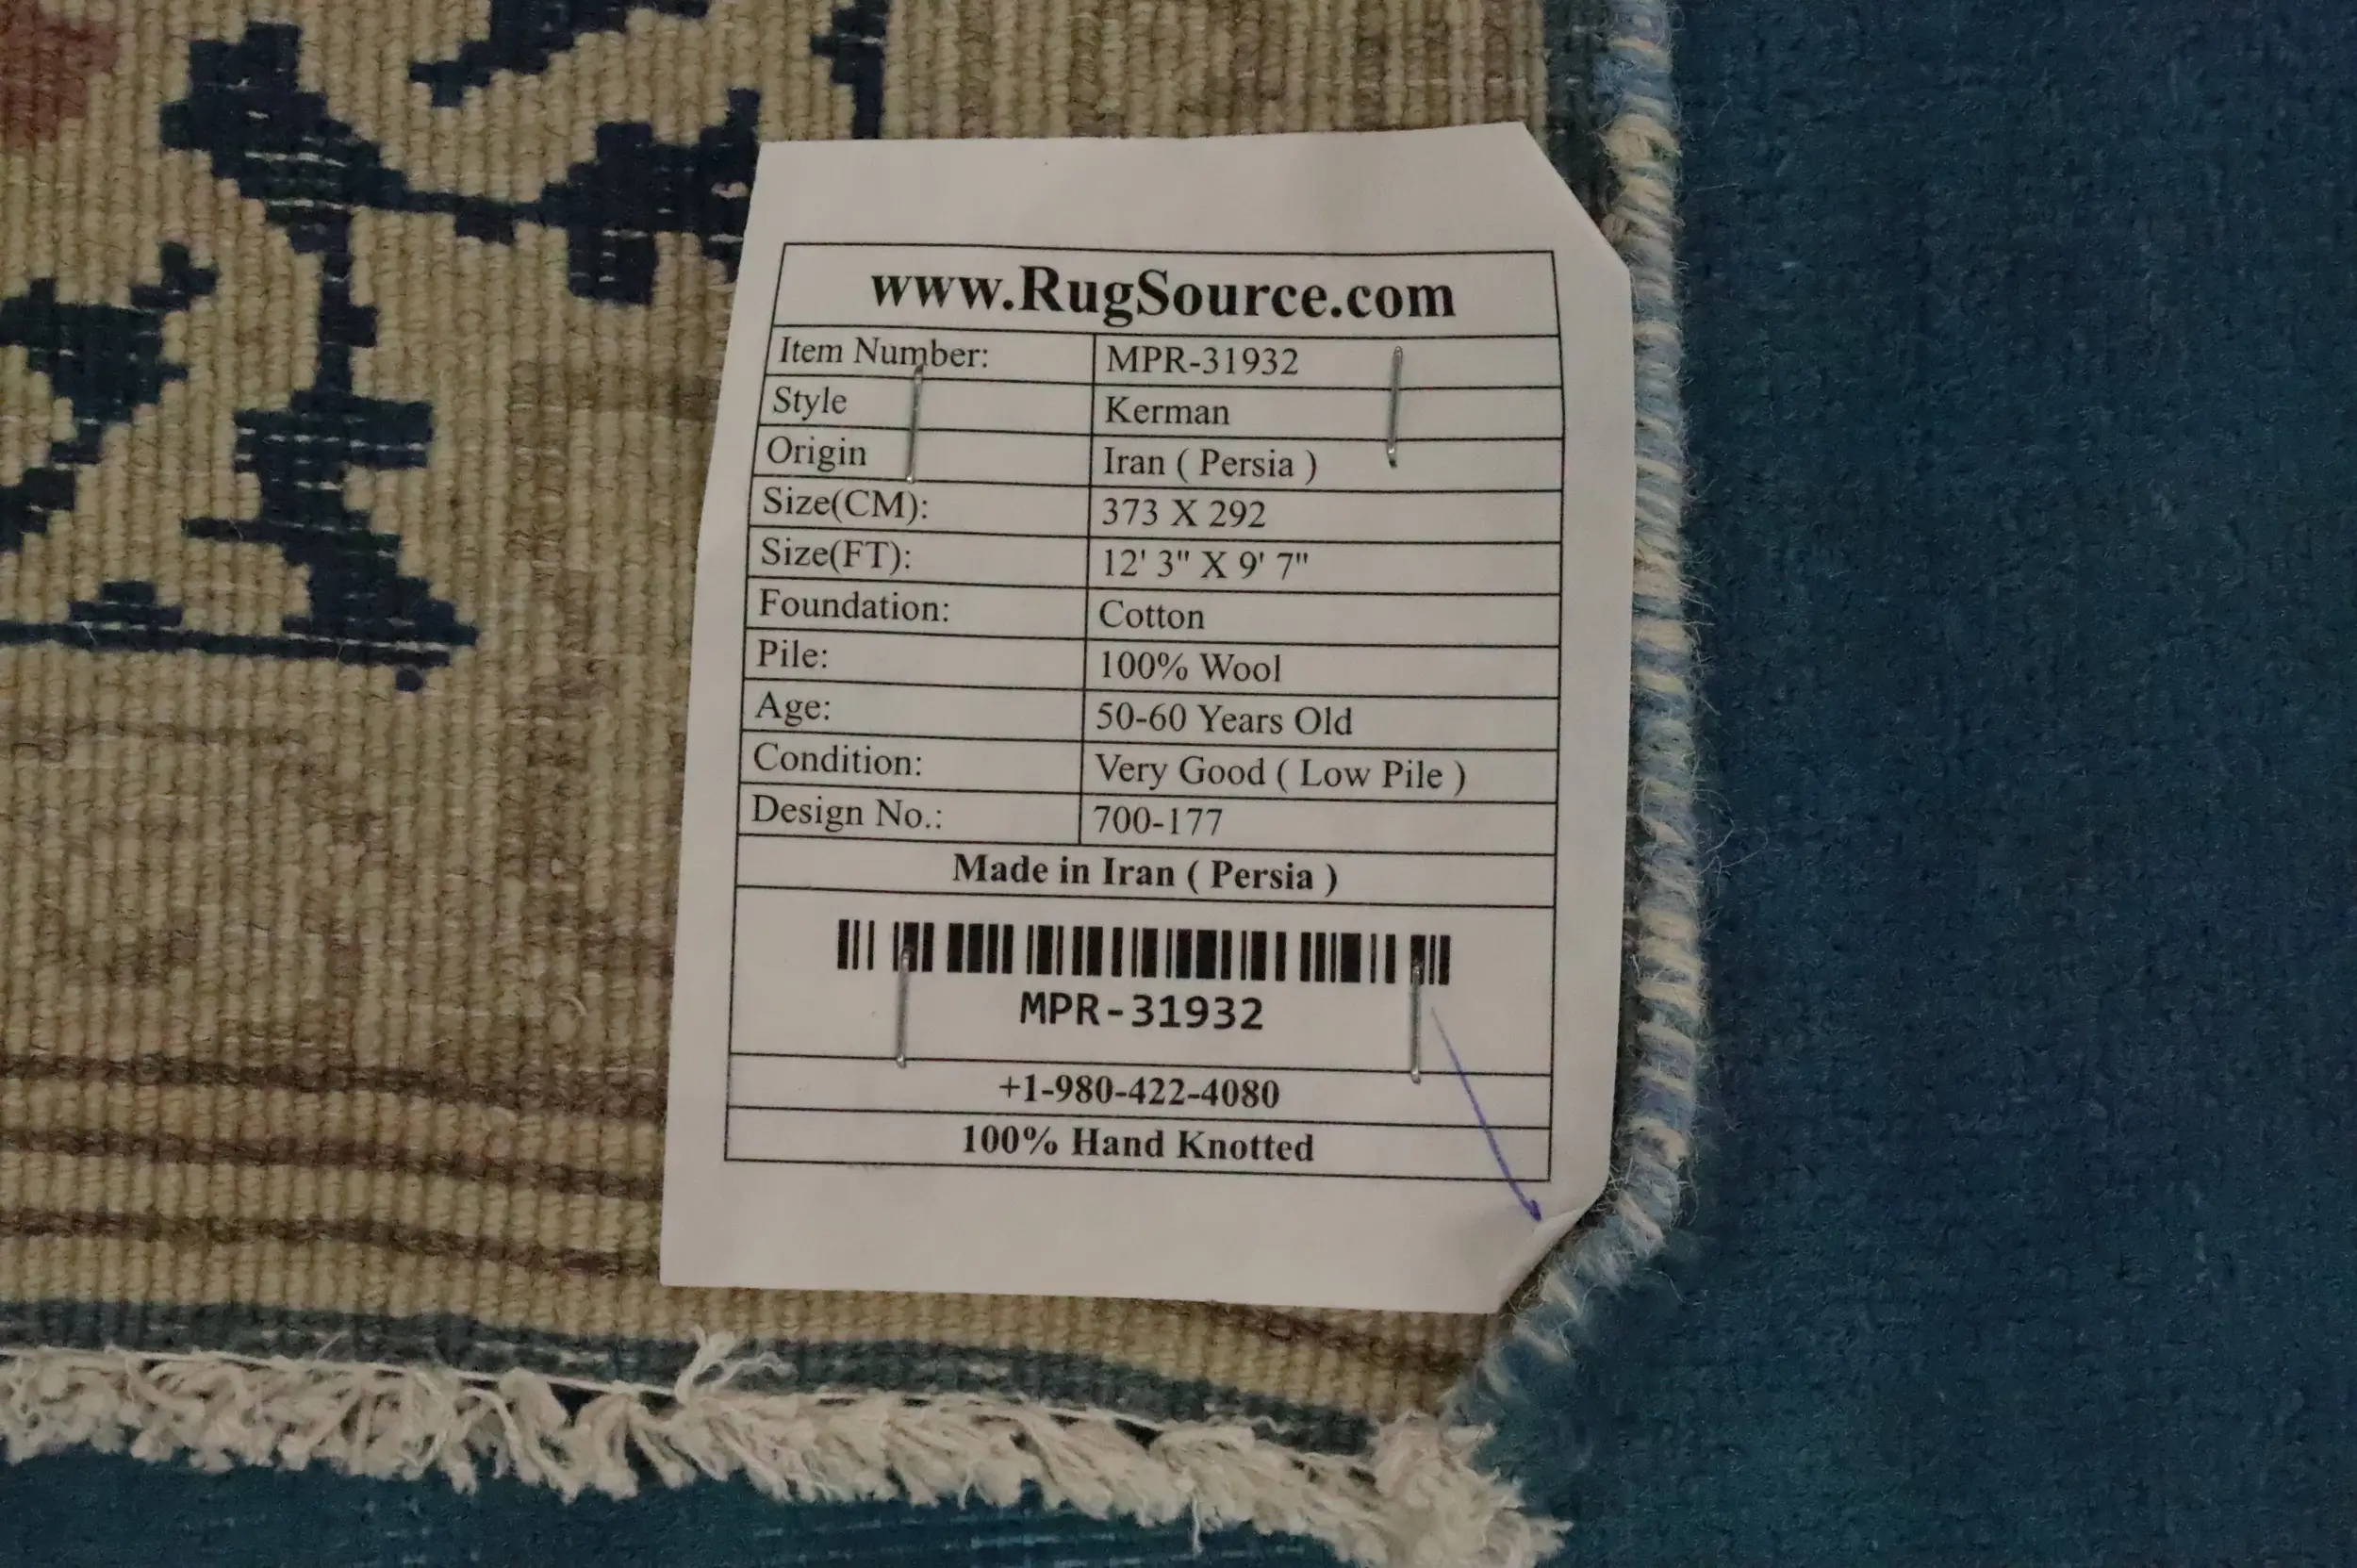 www.RugSource.com
Item Number: MPR-31932
Style Kerman
Origin Iran ( Persia )
Size(CM): 373 X 292
Size(FT): 12' 3" X 9' 7"
Foundation: Cotton
Pile: 100% Wool
Age: 50-60 Years Old
Condition: Very Good ( Low Pile )
Design No.: 700-177
Made in Iran ( Persia )
MPR-31932
+1-980-422-4080
100% Hand Knotted